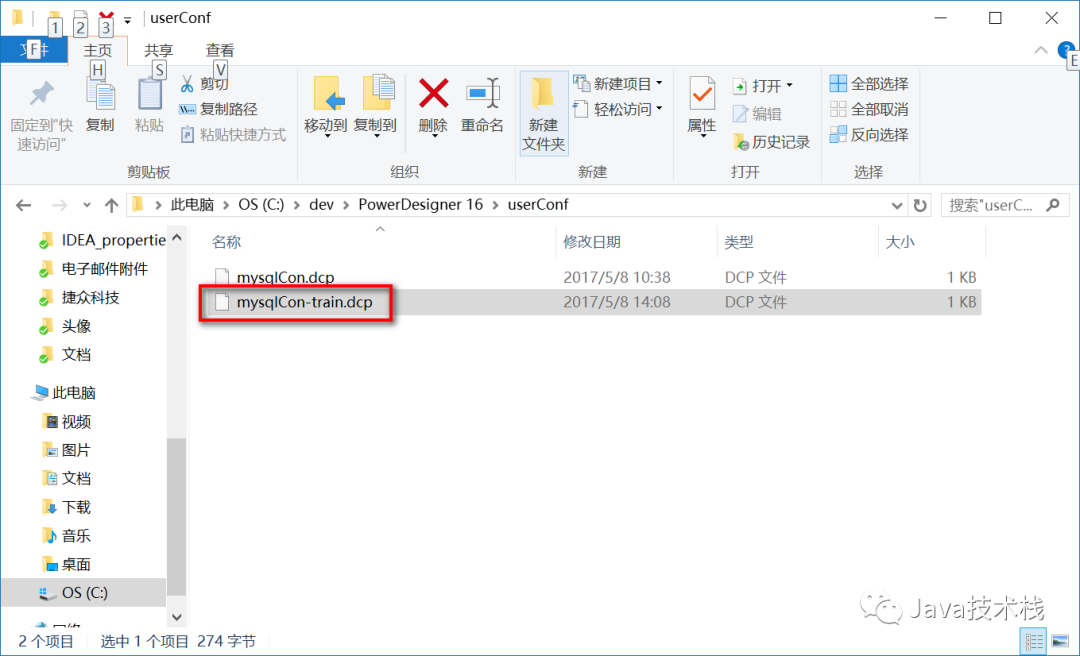 1 2 3 userConf
文件 F 主页 共享 查看
H S V E
固定到“快
速访问”
复制
粘贴
剪切
复制路径
粘贴快捷方式
剪贴板
移动到 复制到 删除 重命名
组织
新建
文件夹
新建项目
轻松访问
新建
属性
打开
编辑
历史记录
打开
全部选择
全部取消
反向选择
选择
此电脑 OS (C:) dev PowerDesigner 16 userConf
搜索"userC...
IDEA_propertie
电子邮件附件
捷众科技
头像
文档
此电脑
视频
图片
文档
下载
音乐
桌面
OS (C:)
网络
名称 修改日期 类型 大小
mysqlCon.dcp 2017/5/8 10:38 DCP 文件 1 KB
mysqlCon-train.dcp 2017/5/8 14:08 DCP 文件 1 KB
Java技术栈
2 个项目 选中 1 个项目 274 字节